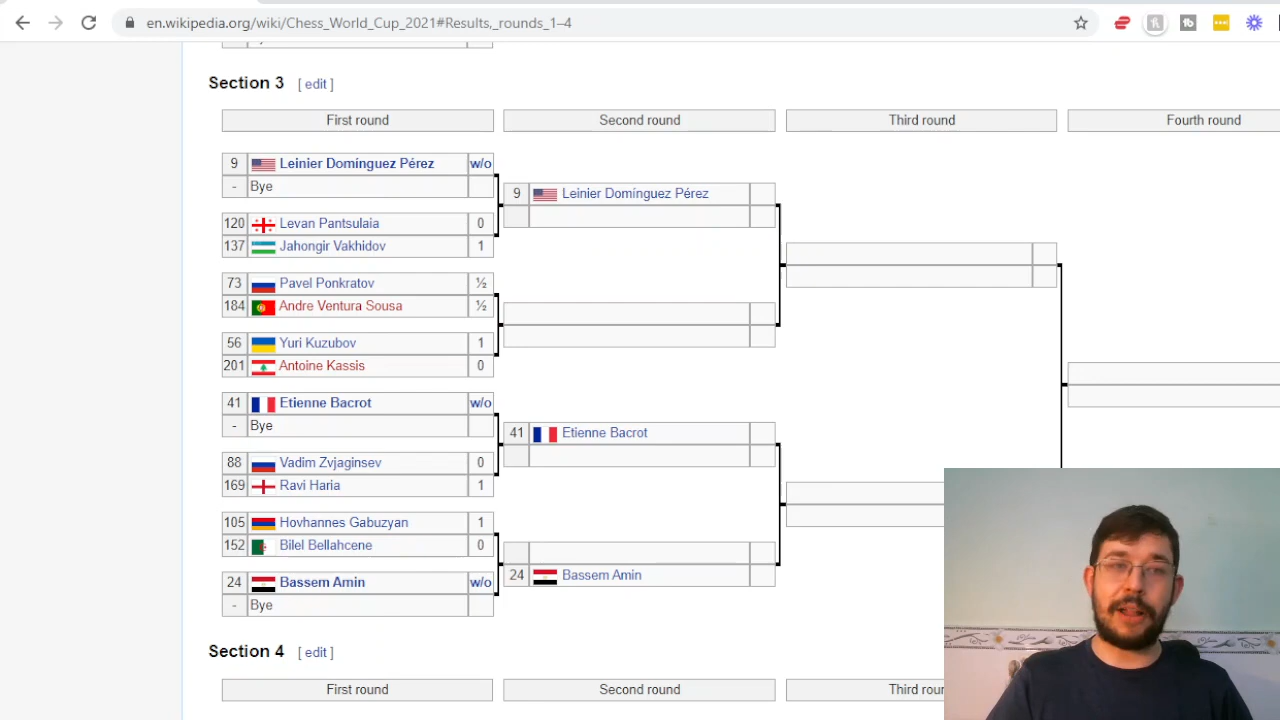 en.wikipedia.org/wiki/Chess_World_Cup_2021#Results,_rounds_1–4
Section 3 [ edit ]
First round Second round Third round Fourth round
9 Leinier Domínguez Pérez w/o
- Bye
9 Leinier Domínguez Pérez
120 Levan Pantsulaia 0
137 Jahongir Vakhidov 1
73 Pavel Ponkratov ½
184 Andre Ventura Sousa ½
56 Yuri Kuzubov 1
201 Antoine Kassis 0
41 Etienne Bacrot w/o
- Bye
41 Etienne Bacrot
88 Vadim Zvjaginsev 0
169 Ravi Haria 1
105 Hovhannes Gabuzyan 1
152 Bilel Bellahcene 0
24 Bassem Amin w/o
- Bye
24 Bassem Amin
Section 4 [ edit ]
First round Second round Third rour